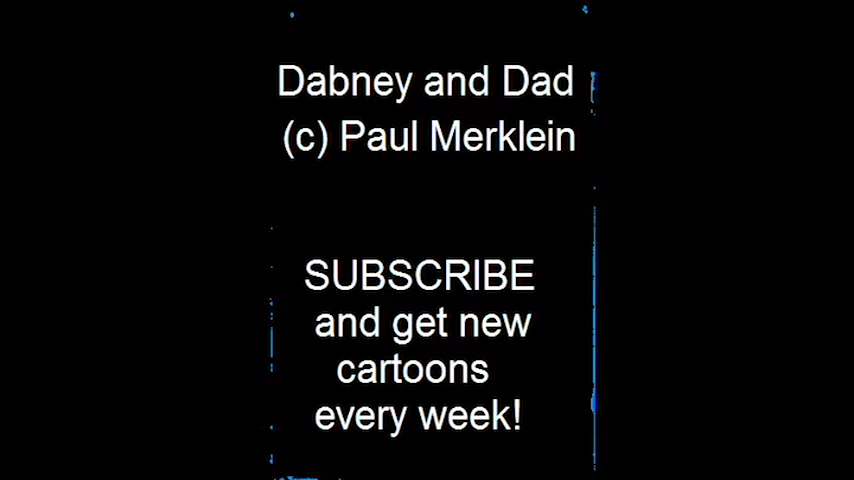 Dabney and Dad
(c) Paul Merklein
SUBSCRIBE
and get new
cartoons
every week!